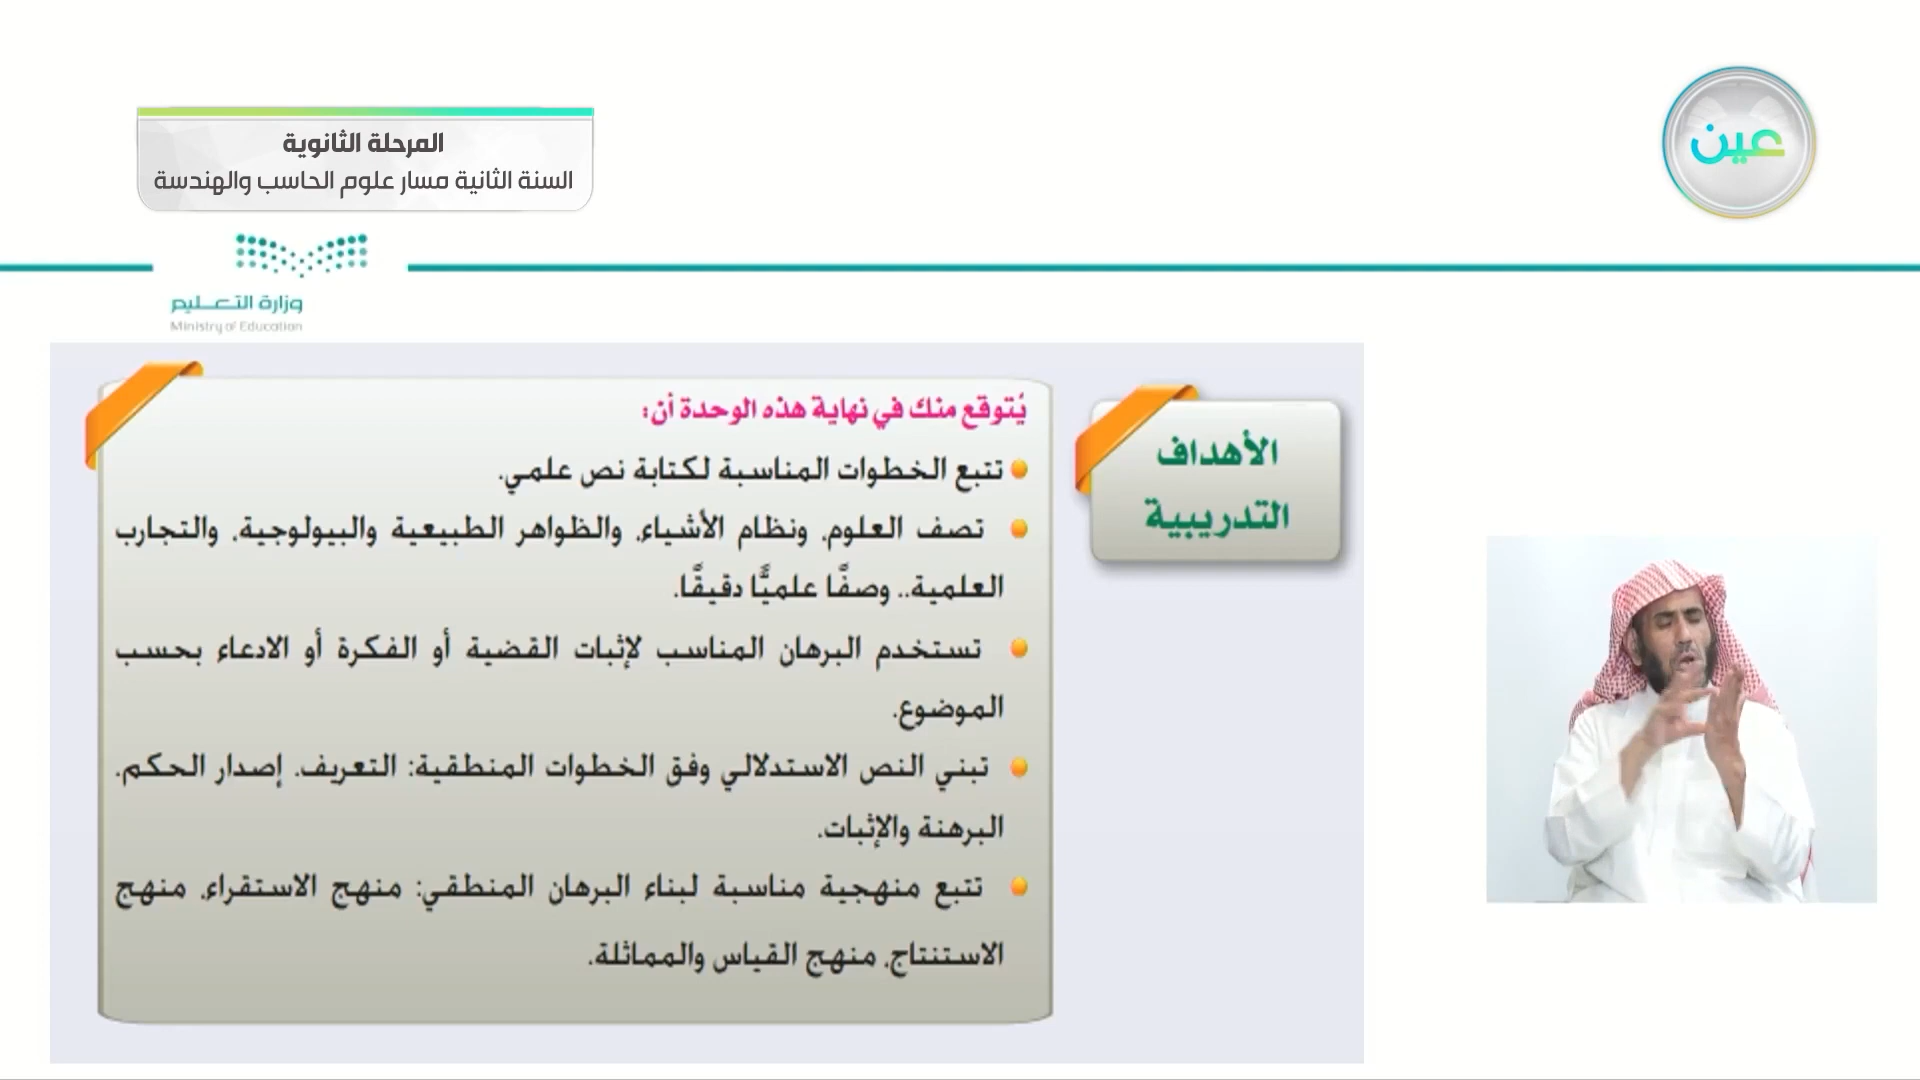 عين
المرحلة الثانوية
السنة الثانية مسار علوم الحاسب والهندسة
وزارة التعـــليم
Ministry of Education
الأهداف
التدريبية
يُتوقع منك في نهاية هذه الوحدة أن:
تتبع الخطوات المناسبة لكتابة نص علمي.
تصف العلوم، ونظام الأشياء، والظواهر الطبيعية والبيولوجية، والتجارب
العلمية.. وصفًا علميًّا دقيقًا.
تستخدم البرهان المناسب لإثبات القضية أو الفكرة أو الادعاء بحسب
الموضوع.
تبني النص الاستدلالي وفق الخطوات المنطقية: التعريف، إصدار الحكم،
البرهنة والإثبات.
تتبع منهجية مناسبة لبناء البرهان المنطقي: منهج الاستقراء، منهج
الاستنتاج، منهج القياس والمماثلة.